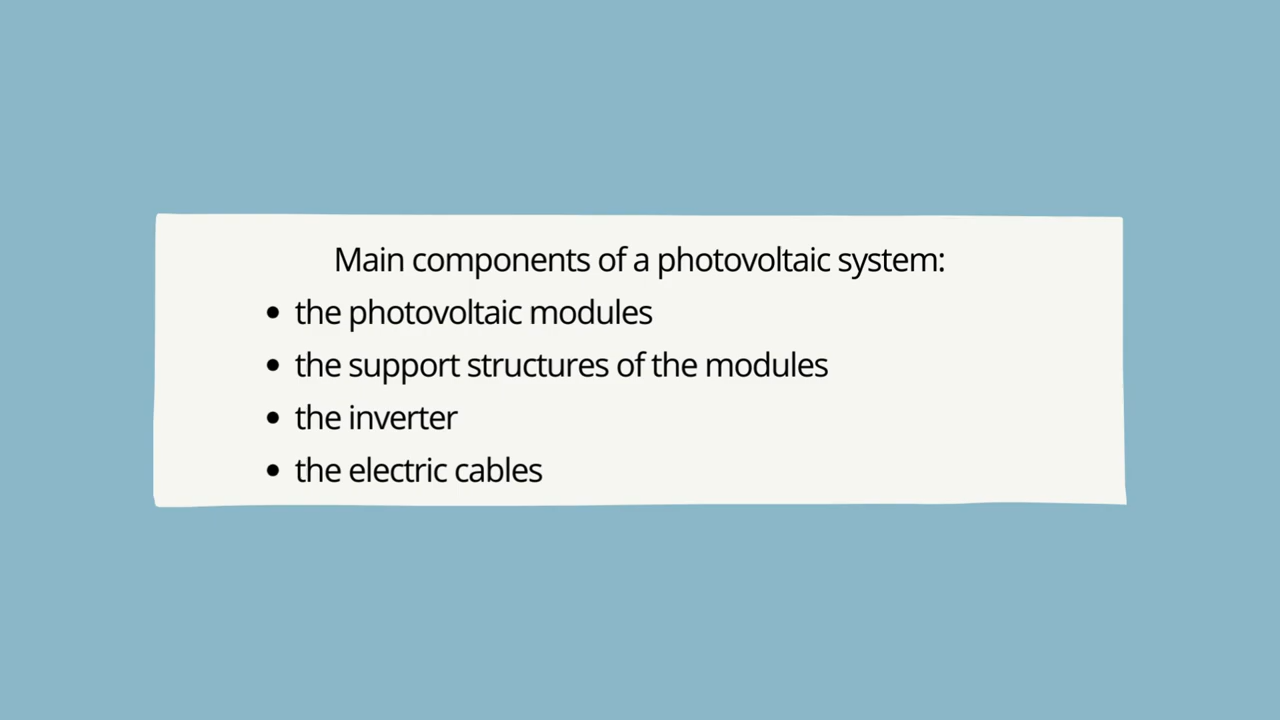 Main components of a photovoltaic system:
• the photovoltaic modules
• the support structures of the modules
• the inverter
• the electric cables